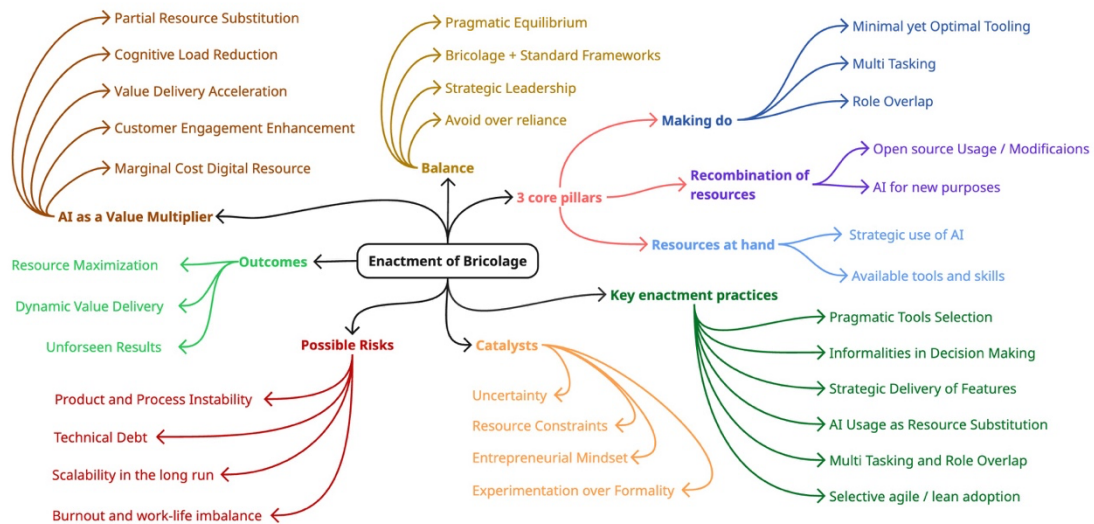 Enactment of Bricolage
AI as a Value Multiplier
Partial Resource Substitution
Cognitive Load Reduction
Value Delivery Acceleration
Customer Engagement Enhancement
Marginal Cost Digital Resource
Balance
Pragmatic Equilibrium
Bricolage + Standard Frameworks
Strategic Leadership
Avoid over reliance
3 core pillars
Making do
Minimal yet Optimal Tooling
Multi Tasking
Role Overlap
Recombination of
resources
Open source Usage / Modificaions
AI for new purposes
Resources at hand
Strategic use of AI
Available tools and skills
Key enactment practices
Pragmatic Tools Selection
Informalities in Decision Making
Strategic Delivery of Features
AI Usage as Resource Substitution
Multi Tasking and Role Overlap
Selective agile / lean adoption
Catalysts
Uncertainty
Resource Constraints
Entrepreneurial Mindset
Experimentation over Formality
Possible Risks
Product and Process Instability
Technical Debt
Scalability in the long run
Burnout and work-life imbalance
Outcomes
Resource Maximization
Dynamic Value Delivery
Unforseen Results